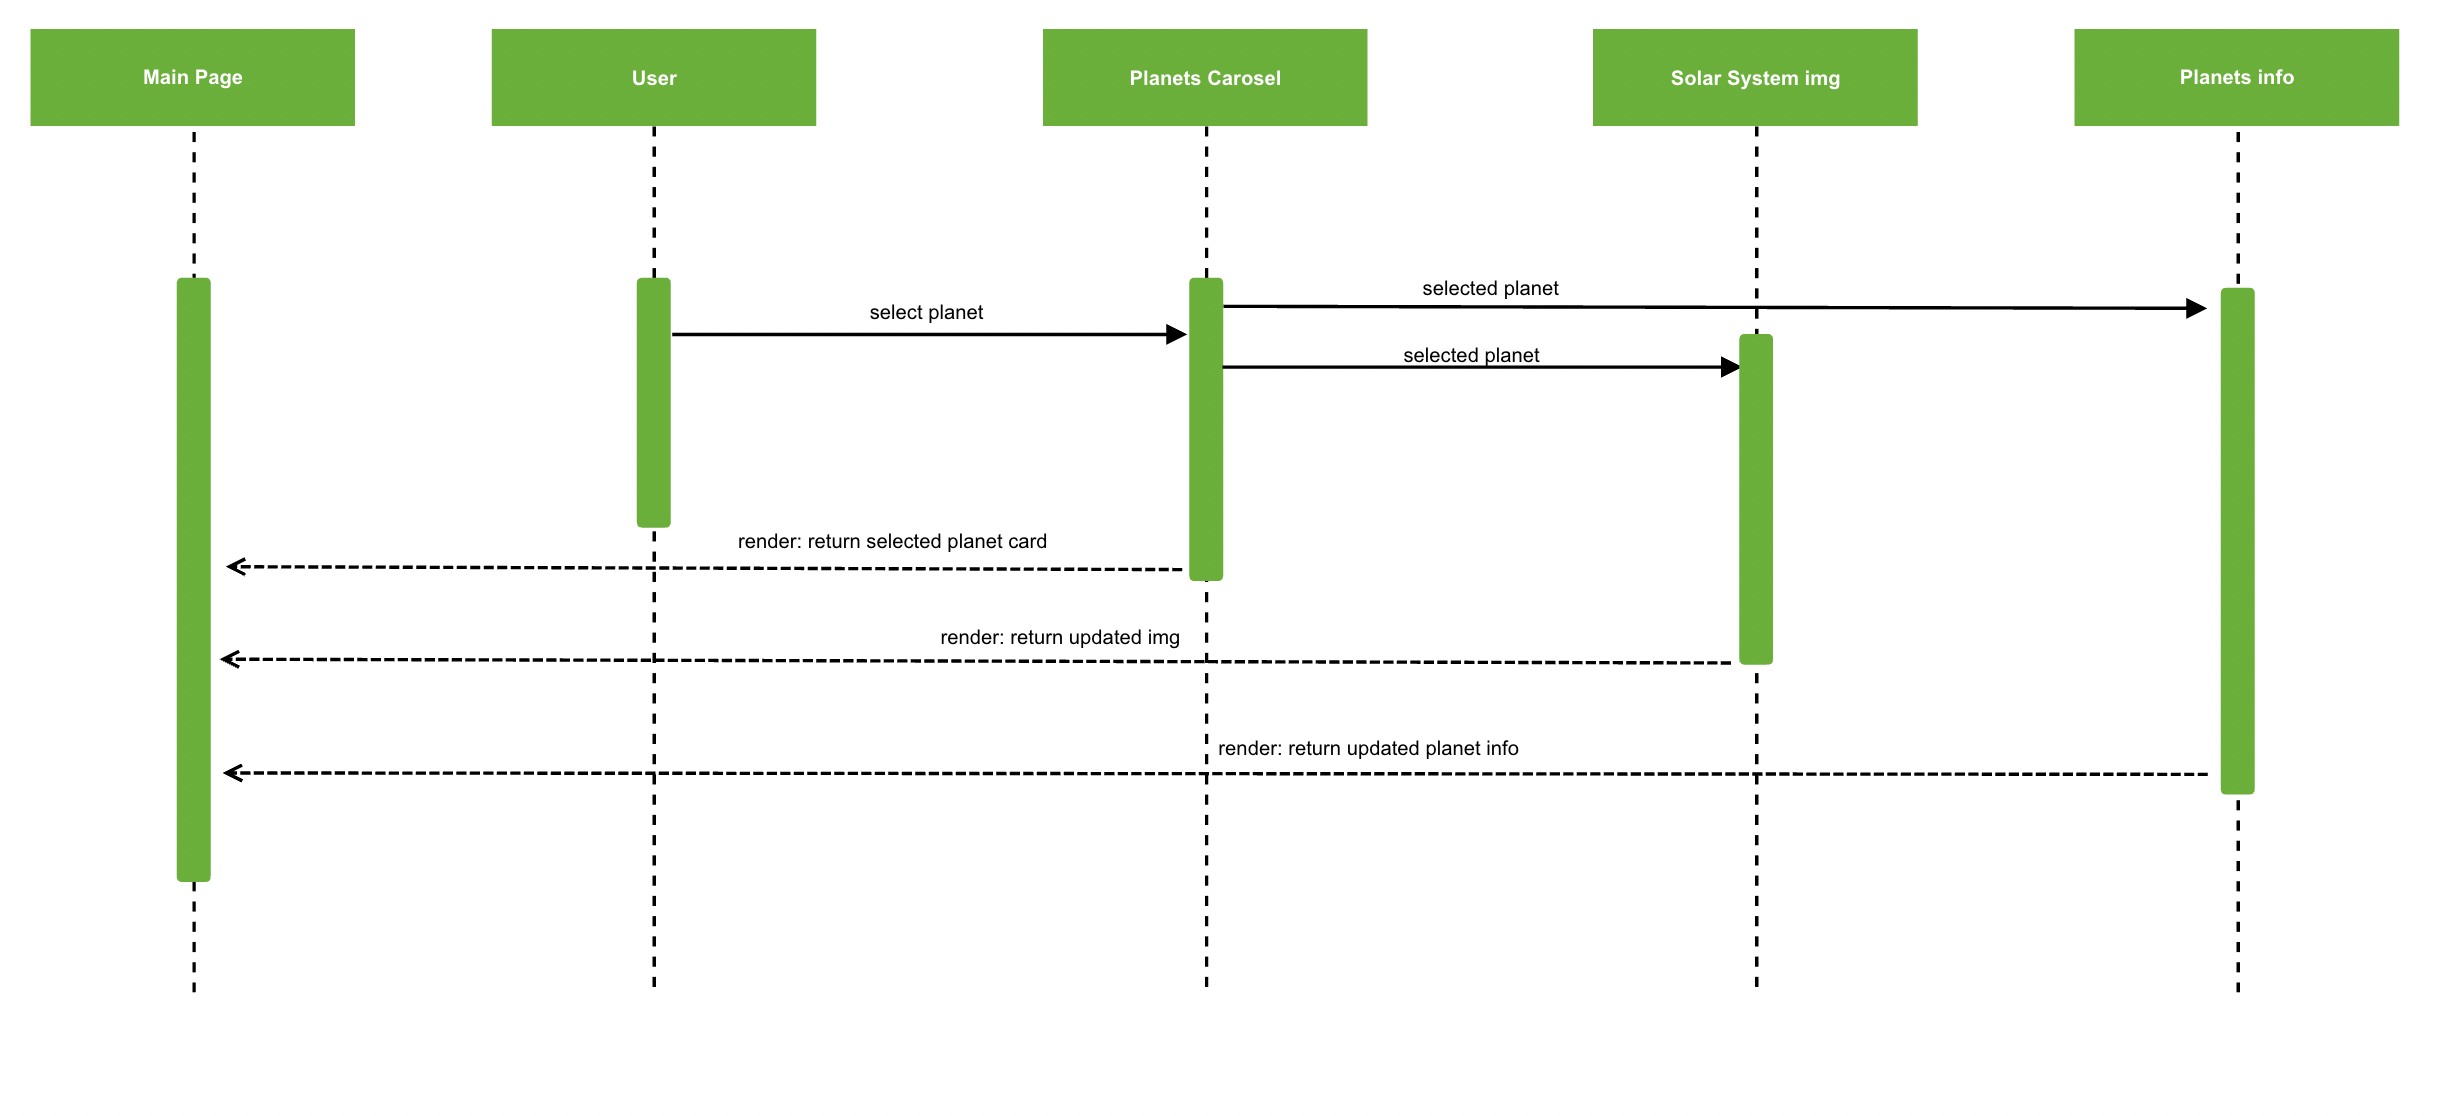 Main Page
User
Planets Carosel
Solar System img
Planets info
selected planet
select planet
selected planet
render: return selected planet card
render: return updated img
render: return updated planet info